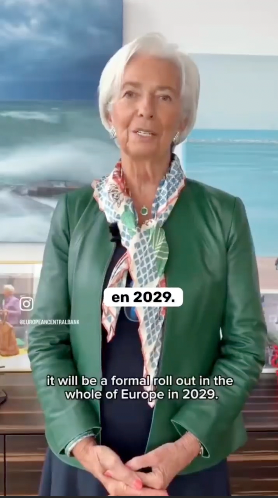 en 2029.
@EUROPEANCENTRALBANK
it will be a formal roll out in the
whole of Europe in 2029.